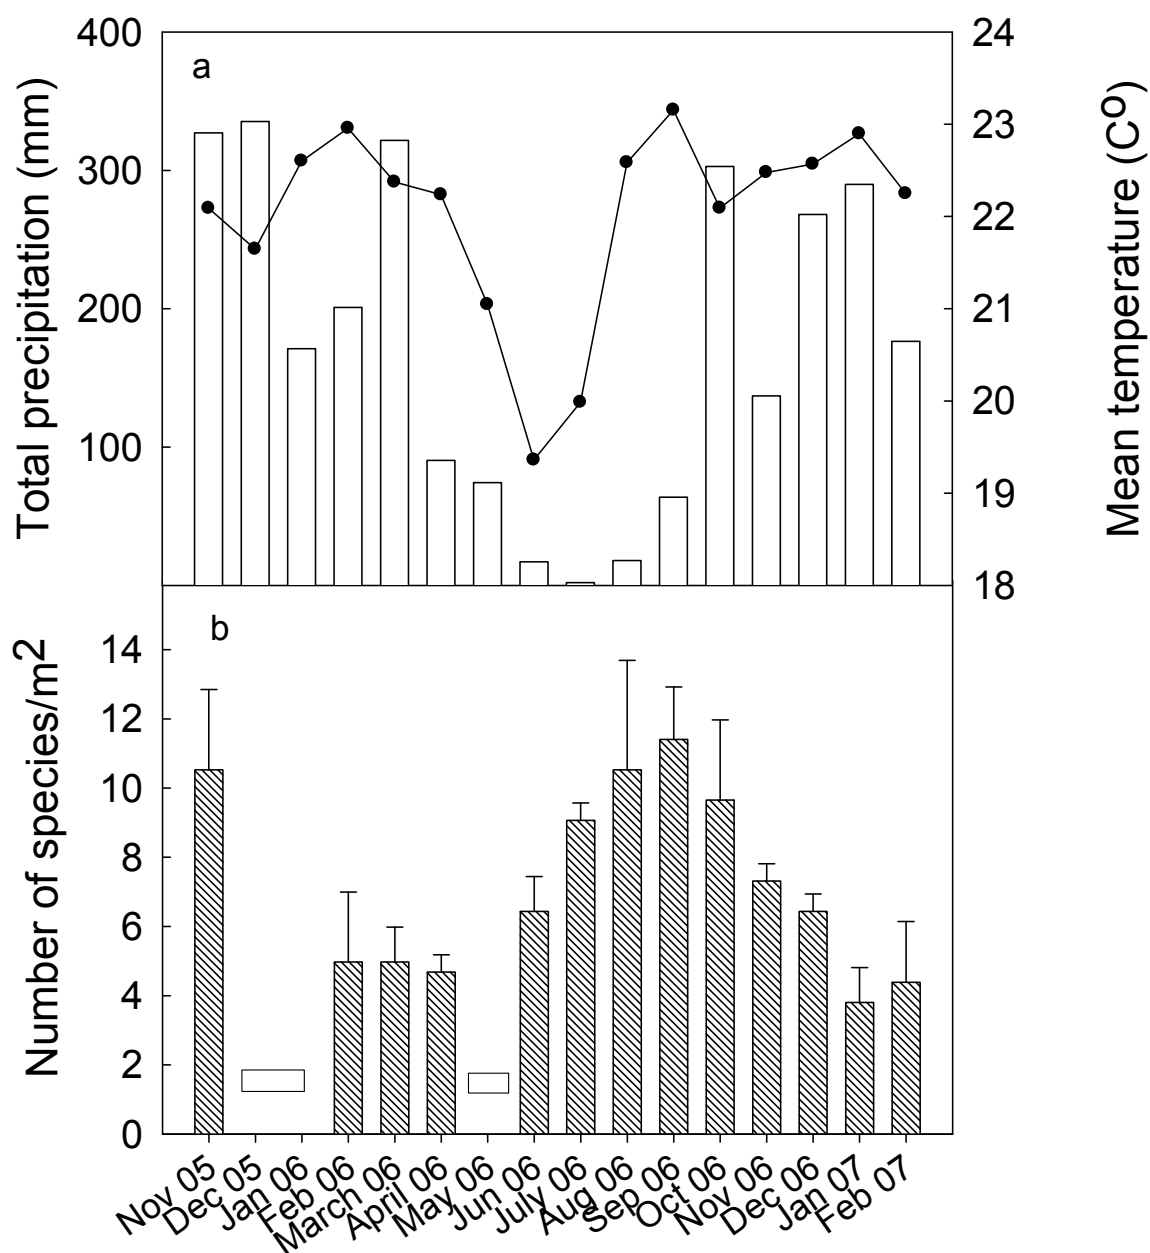 400
300
200
100
Total precipitation (mm)
a
24
23
22
21
20
19
18
Mean temperature (Cº)
b
14
12
10
8
6
4
2
0
Number of species/m2
Nov 05
Dec 05
Jan 06
Feb 06
March 06
April 06
May 06
Jun 06
July 06
Aug 06
Sep 06
Oct 06
Nov 06
Dec 06
Jan 07
Feb 07